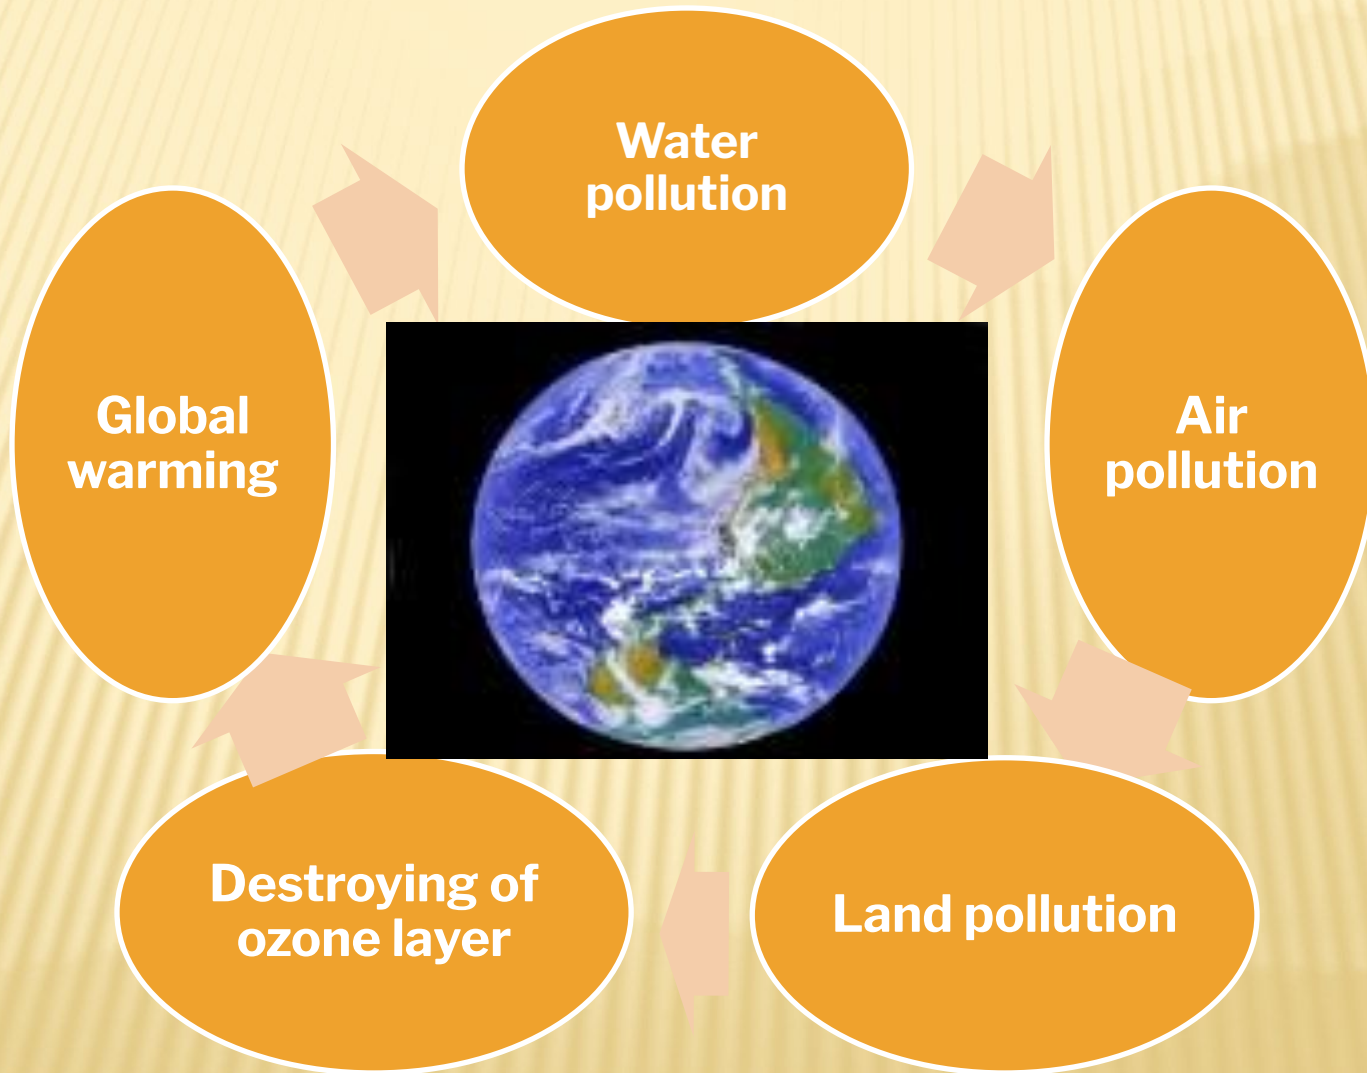 Water
pollution
Air
pollution
Land pollution
Destroying of
ozone layer
Global
warming